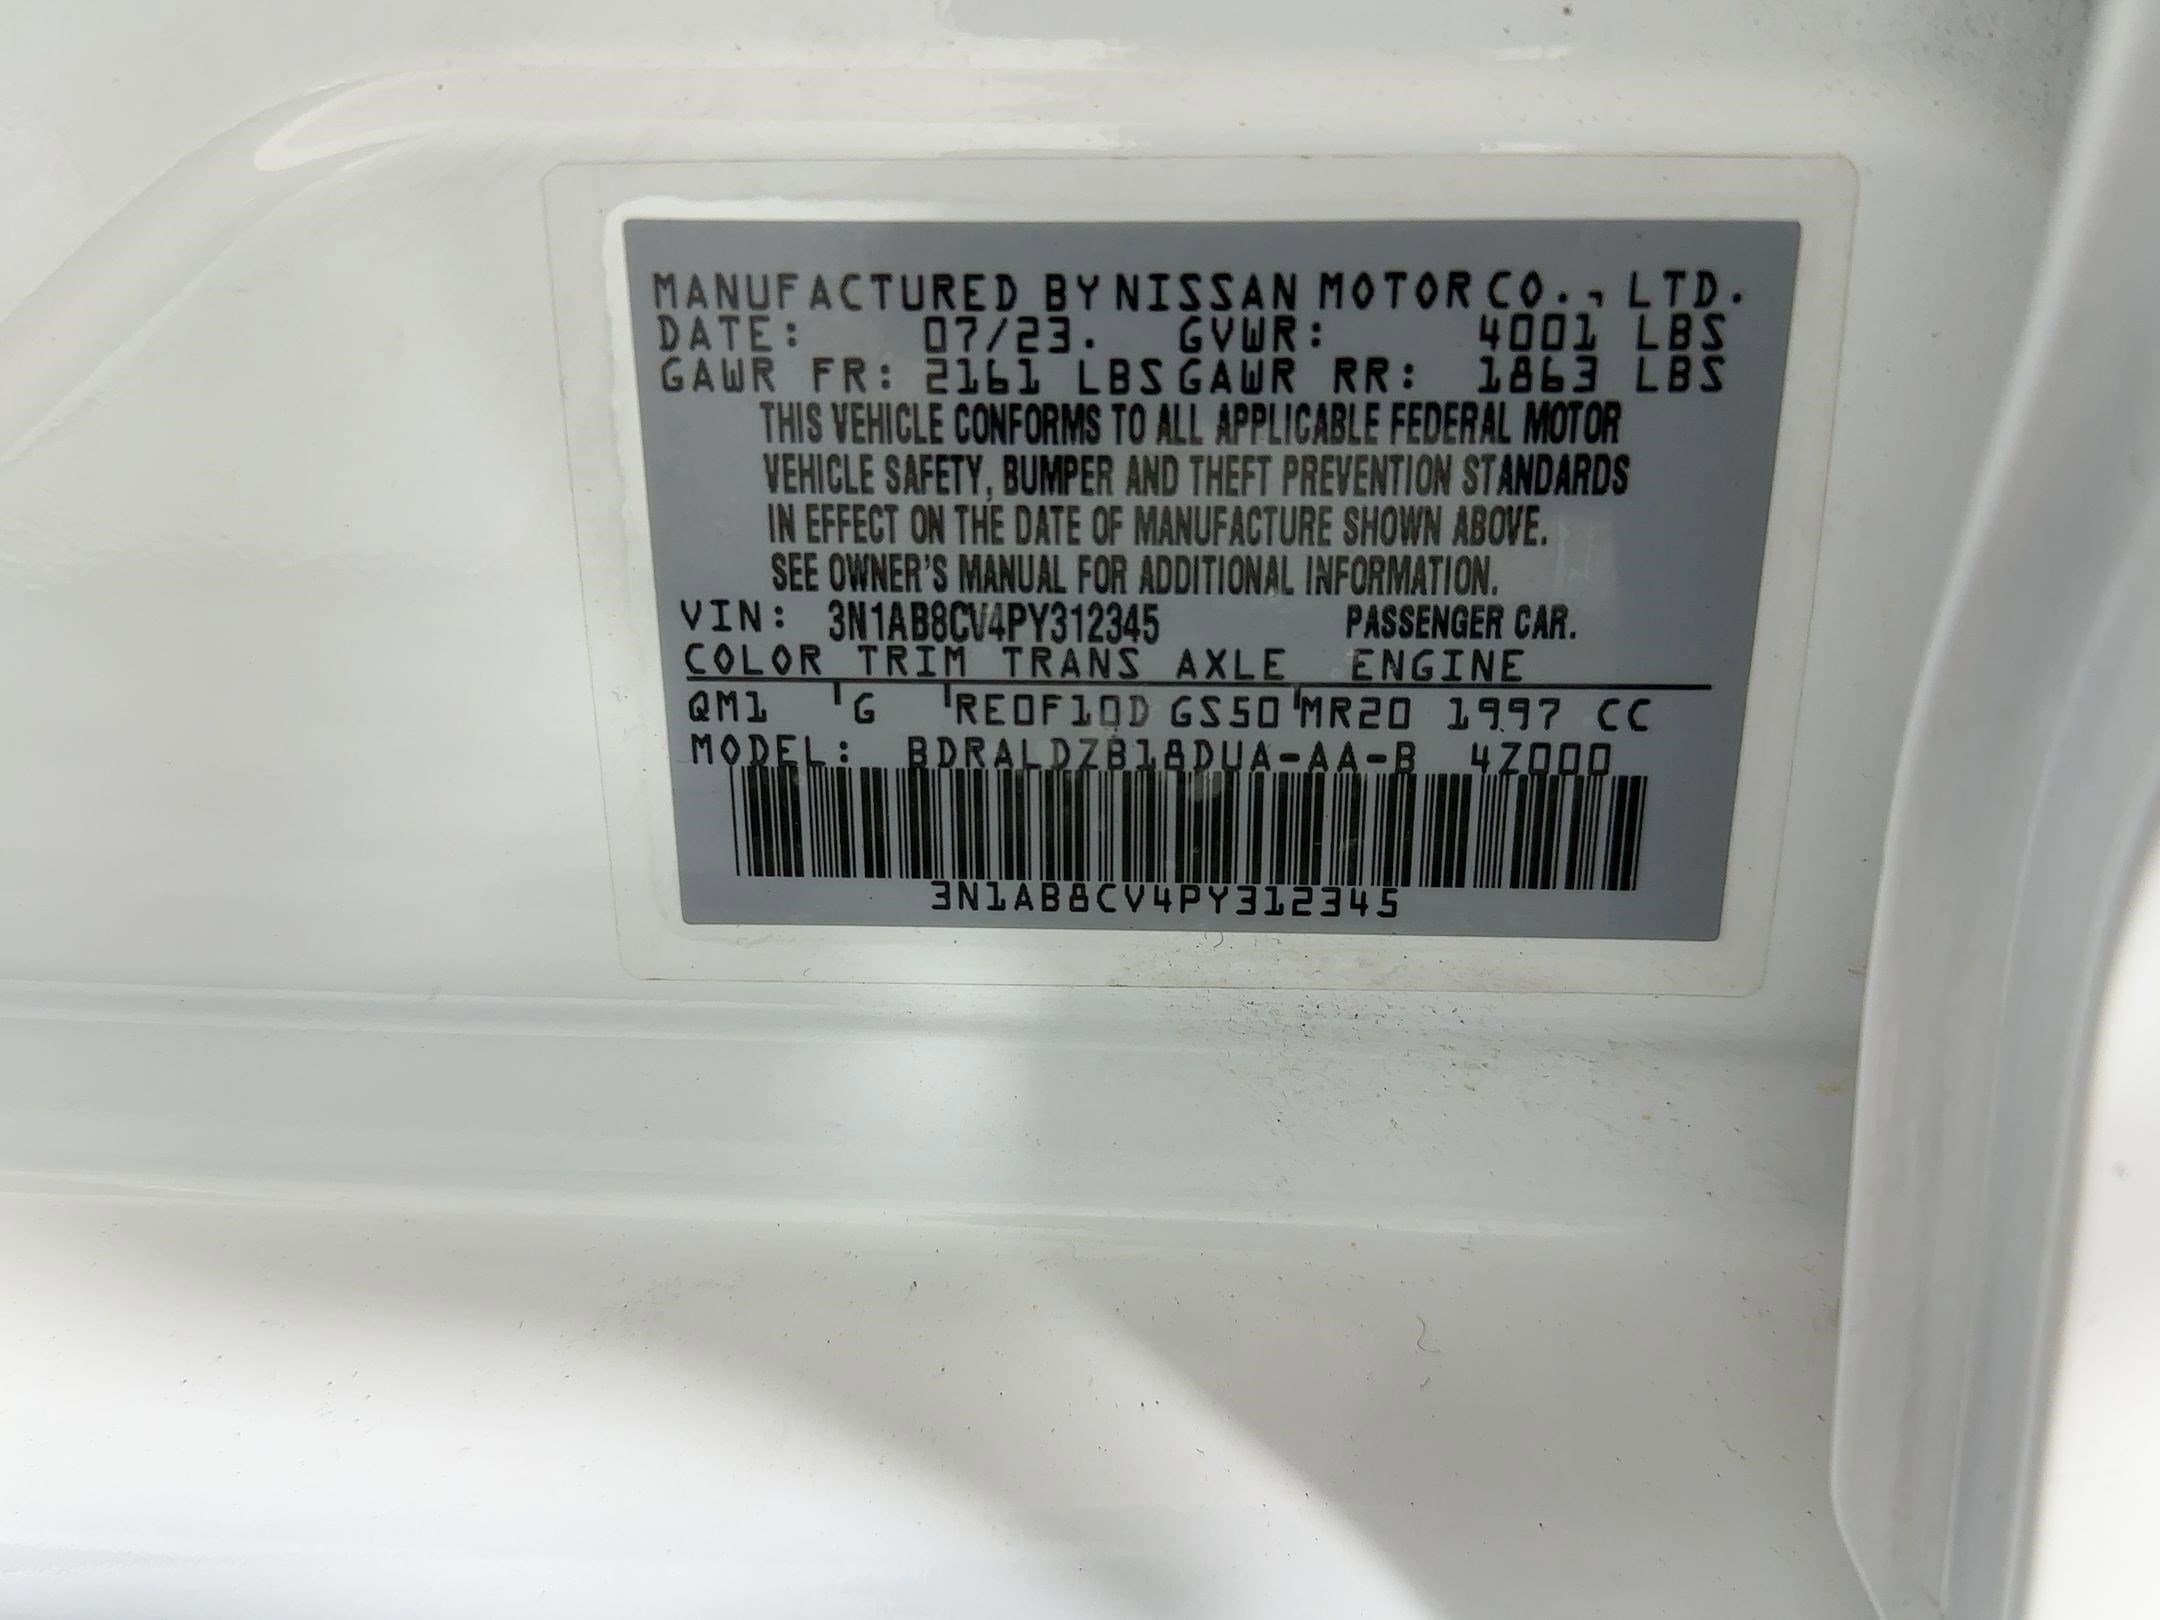 MANUFACTURED BY NISSAN MOTOR CO., LTD.
DATE: 07/23. GVWR: 4001 LBS
GAWR FR: 2161 LBS GAWR RR: 1863 LBS
THIS VEHICLE CONFORMS TO ALL APPLICABLE FEDERAL MOTOR
VEHICLE SAFETY, BUMPER AND THEFT PREVENTION STANDARDS
IN EFFECT ON THE DATE OF MANUFACTURE SHOWN ABOVE.
SEE OWNER'S MANUAL FOR ADDITIONAL INFORMATION.
VIN: 3N1AB8CV4PY312345 PASSENGER CAR.
COLOR TRIM TRANS AXLE ENGINE
QM1 G RE0F10D GS50 MR20 1997 CC
MODEL: BDRALDZB18DUA-AA-B 4Z000
3N1AB8CV4PY312345